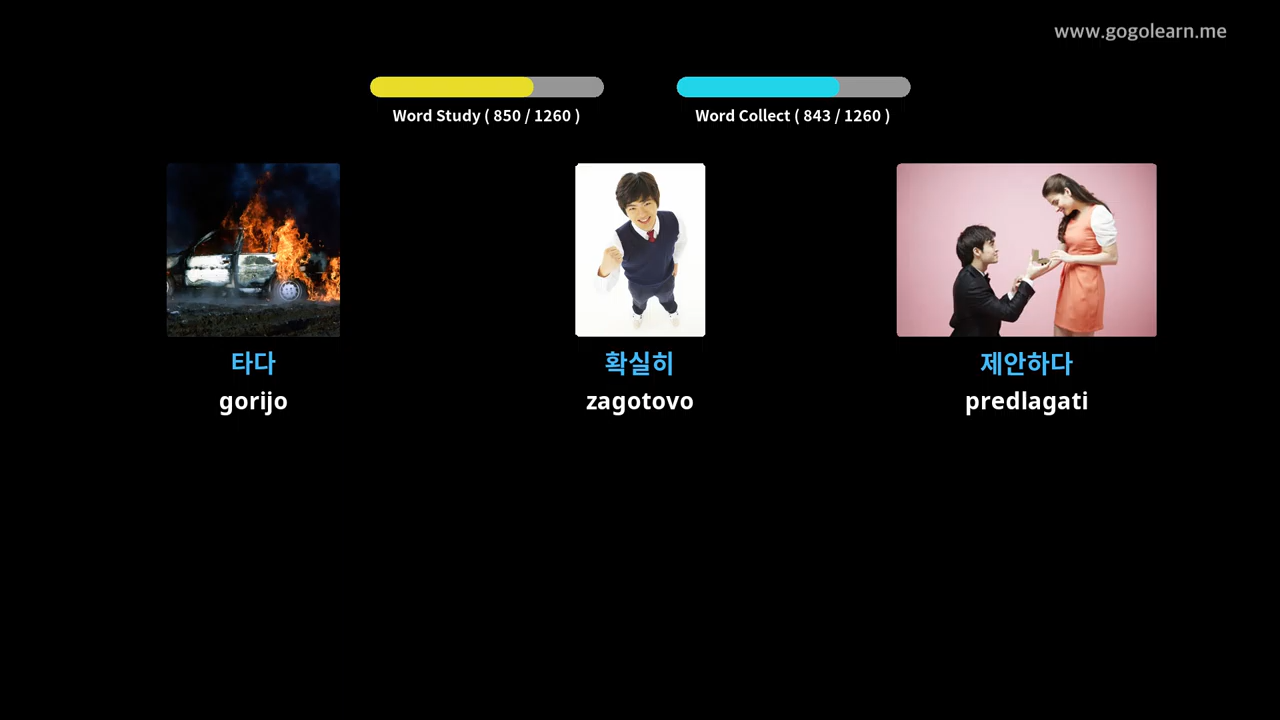 www.gogolearn.me
Word Study ( 850 / 1260 )
Word Collect ( 843 / 1260 )
타다
gorijo
확실히
zagotovo
제안하다
predlagati